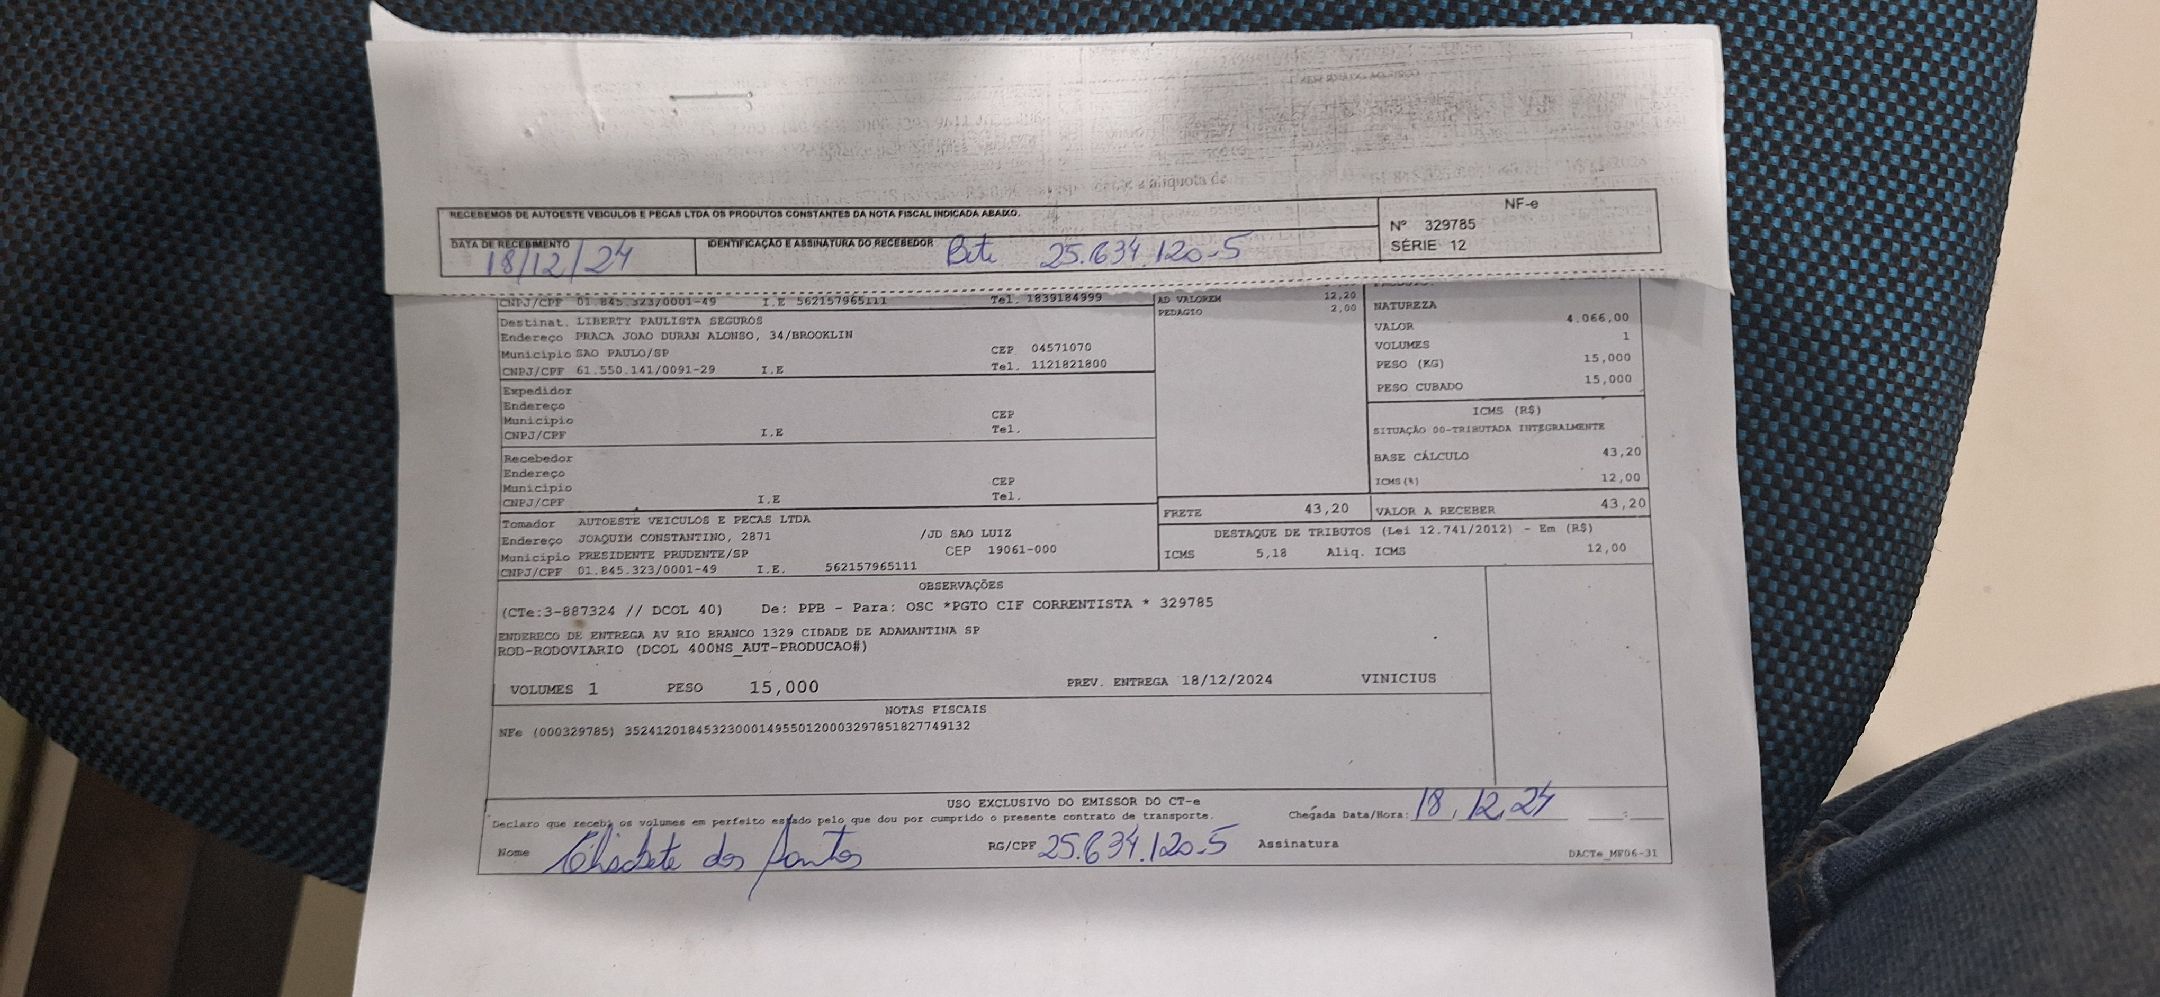 RECEBEMOS DE AUTOESTE VEICULOS E PECAS LTDA OS PRODUTOS CONSTANTES DA NOTA FISCAL INDICADA ABAIXO.
NF-e
Nº 329785
SÉRIE 12
DATA DE RECEBIMENTO
18/12/24
IDENTIFICAÇÃO E ASSINATURA DO RECEBEDOR
Bete 25.634.120-5
CNPJ/CPF 01.845.323/0001-49 I.E 562157965111 Tel. 1839184999
Destinat. LIBERTY PAULISTA SEGUROS
Endereço PRACA JOAO DURAN ALONSO, 34/BROOKLIN
Municipio SAO PAULO/SP CEP 04571070
CNPJ/CPF 61.550.141/0091-29 I.E Tel. 1121821800
Expedidor
Endereço
Municipio CEP
CNPJ/CPF I.E Tel.
Recebedor
Endereço
Municipio CEP
CNPJ/CPF I.E Tel.
Tomador AUTOESTE VEICULOS E PECAS LTDA
Endereço JOAQUIM CONSTANTINO, 2871 /JD SAO LUIZ
Municipio PRESIDENTE PRUDENTE/SP CEP 19061-000
CNPJ/CPF 01.845.323/0001-49 I.E. 562157965111
AD VALOREM 12,20
PEDAGIO 2,00
FRETE 43,20
NATUREZA
VALOR 4.066,00
VOLUMES 1
PESO (KG) 15,000
PESO CUBADO 15,000
ICMS (R$)
SITUAÇÃO 00-TRIBUTADA INTEGRALMENTE
BASE CÁLCULO 43,20
ICMS(%) 12,00
VALOR A RECEBER 43,20
DESTAQUE DE TRIBUTOS (Lei 12.741/2012) - Em (R$)
ICMS 5,18 Aliq. ICMS 12,00
OBSERVAÇÕES
(CTe:3-887324 // DCOL 40) De: PPB - Para: OSC *PGTO CIF CORRENTISTA * 329785
ENDERECO DE ENTREGA AV RIO BRANCO 1329 CIDADE DE ADAMANTINA SP
ROD-RODOVIARIO (DCOL 400NS_AUT-PRODUCAO#)
VOLUMES 1 PESO 15,000 PREV. ENTREGA 18/12/2024 VINICIUS
NOTAS FISCAIS
NFe (000329785) 35241201845323000149550120003297851827749132
USO EXCLUSIVO DO EMISSOR DO CT-e
Declaro que recebi os volumes em perfeito estado pelo que dou por cumprido o presente contrato de transporte.
Chegada Data/Hora: 18.12.24 __:__
Nome Elisabete dos Santos RG/CPF 25.634.120-5 Assinatura
DACTe_MF06-31